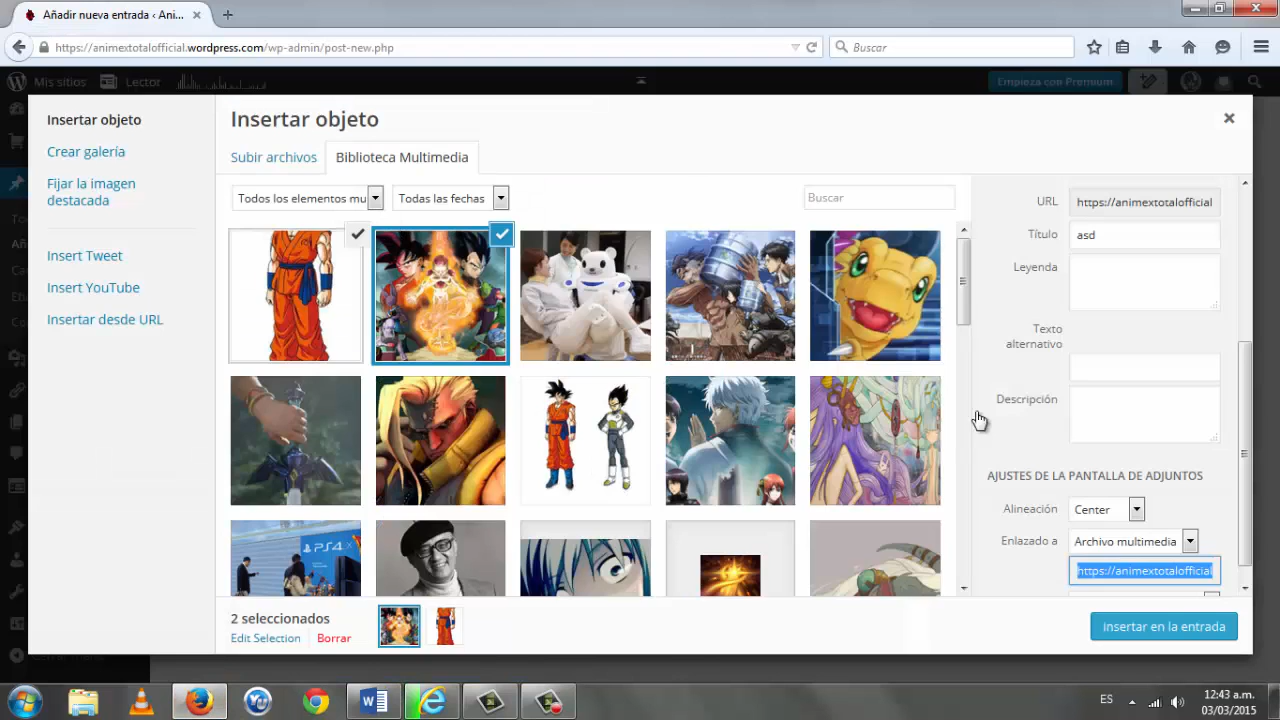 Añadir nueva entrada ‹ Ani...
https://animextotalofficial.wordpress.com/wp-admin/post-new.php
Buscar
Mis sitios
Lector
Empieza con Premium
Insertar objeto
Crear galería
Fijar la imagen
destacada
Insert Tweet
Insert YouTube
Insertar desde URL
Insertar objeto
Subir archivos
Biblioteca Multimedia
Todos los elementos mu
Todas las fechas
Buscar
PS4
URL
https://animextotalofficial
Título
asd
Leyenda
Texto
alternativo
Descripción
AJUSTES DE LA PANTALLA DE ADJUNTOS
Alineación
Center
Enlazado a
Archivo multimedia
https://animextotalofficial
2 seleccionados
Edit Selection
Borrar
insertar en la entrada
ES
12:43 a.m.
03/03/2015